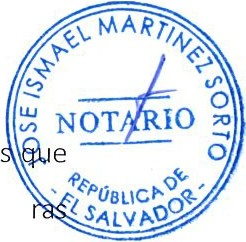 JOSE ISMAEL MARTINEZ SORTO
NOTARIO
s que
REPÚBLICA DE
- EL SALVADOR -
ras